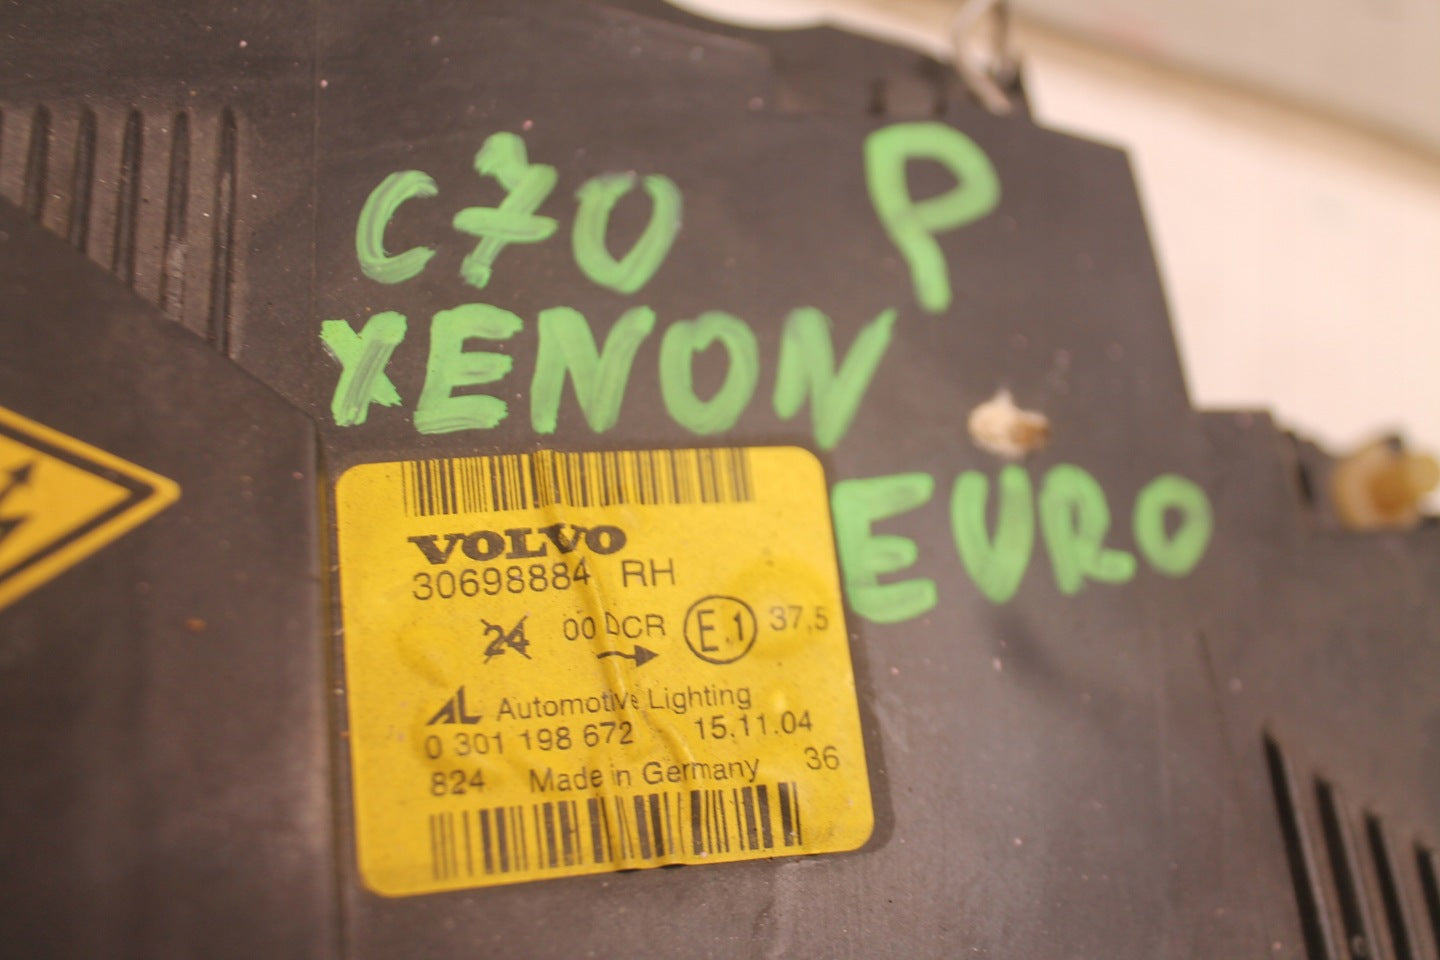 C70 P
XENON
EURO
VOLVO
30698884 RH
24 00 DCR E 1 37,5
AL Automotive Lighting
0 301 198 672 15.11.04
824 Made in Germany 36